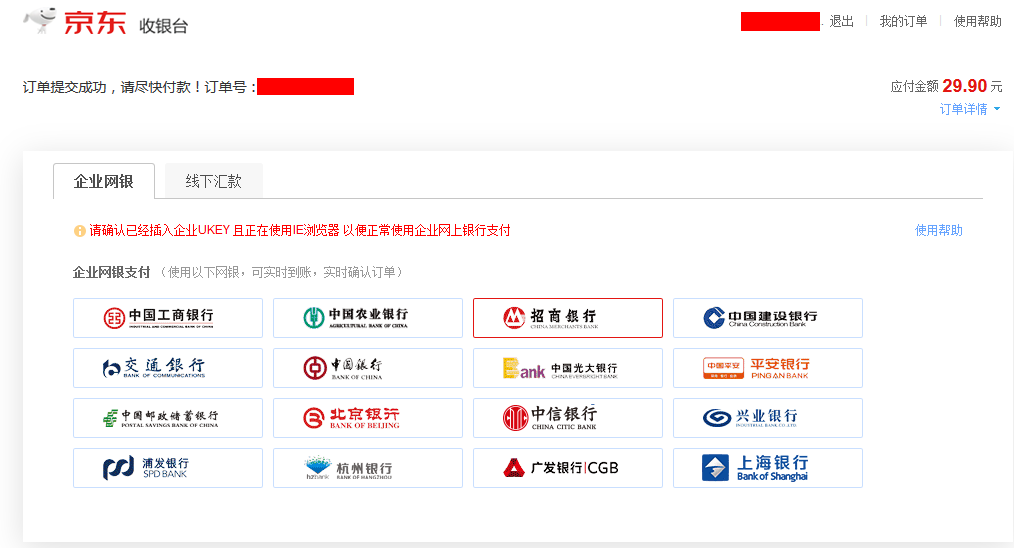 京东 收银台 . 退出 我的订单 使用帮助
订单提交成功，请尽快付款！订单号： 应付金额 29.90 元
订单详情
企业网银 线下汇款
请确认已经插入企业UKEY 且正在使用IE浏览器 以便正常使用企业网上银行支付 使用帮助
企业网银支付 （使用以下网银，可实时到账，实时确认订单）
中国工商银行 INDUSTRIAL AND COMMERCIAL BANK OF CHINA
中国农业银行 AGRICULTURAL BANK OF CHINA
招商银行 CHINA MERCHANTS BANK
中国建设银行 China Construction Bank
交通银行 BANK OF COMMUNICATIONS
中国银行 BANK OF CHINA
Bank 中国光大银行 CHINA EVERBRIGHT BANK
中国平安 平安银行 PING AN BANK
中国邮政储蓄银行 POSTAL SAVINGS BANK OF CHINA
北京银行 BANK OF BEIJING
中信银行 CHINA CITIC BANK
兴业银行 INDUSTRIAL BANK CO.,LTD.
浦发银行 SPD BANK
hzbank 杭州银行 BANK OF HANGZHOU
广发银行|CGB
上海银行 Bank of Shanghai